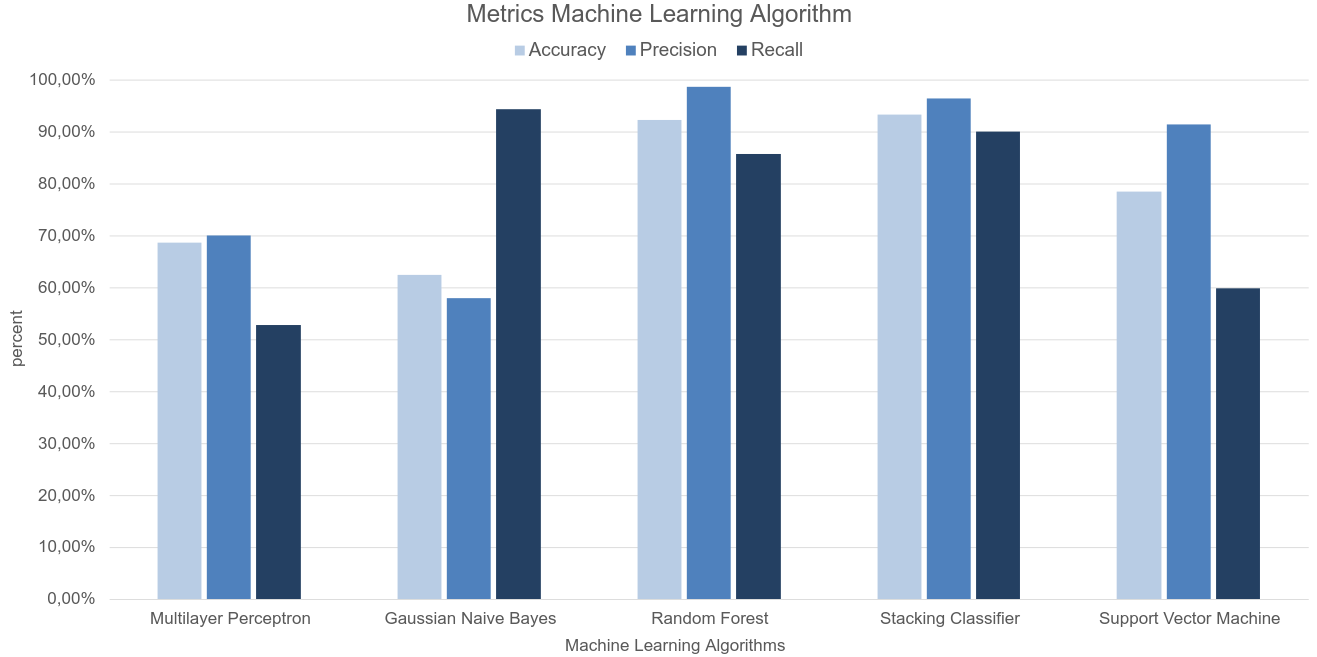 Metrics Machine Learning Algorithm
Accuracy Precision Recall
100,00%
90,00%
80,00%
70,00%
60,00%
50,00%
40,00%
30,00%
20,00%
10,00%
0,00%
percent
Multilayer Perceptron Gaussian Naive Bayes Random Forest Stacking Classifier Support Vector Machine
Machine Learning Algorithms